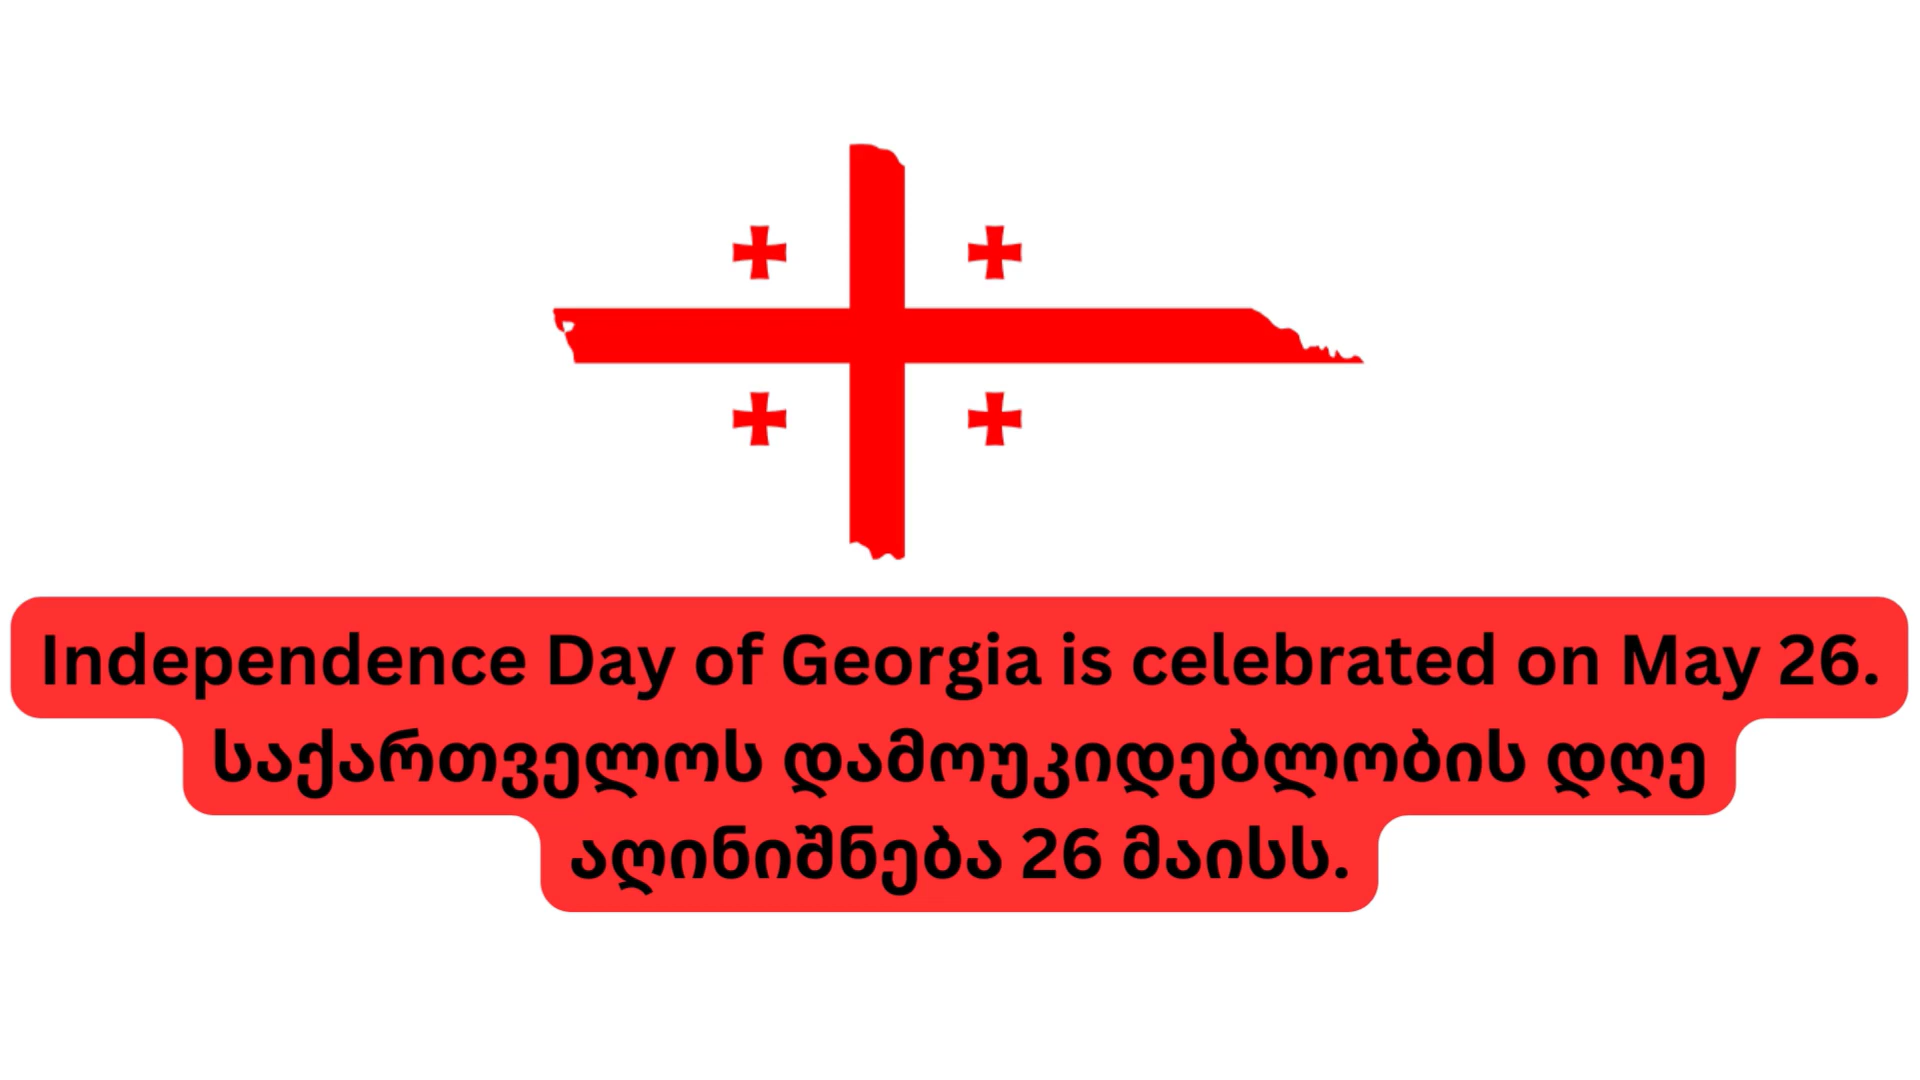 Independence Day of Georgia is celebrated on May 26.
საქართველოს დამოუკიდებლობის დღე
აღინიშნება 26 მაისს.